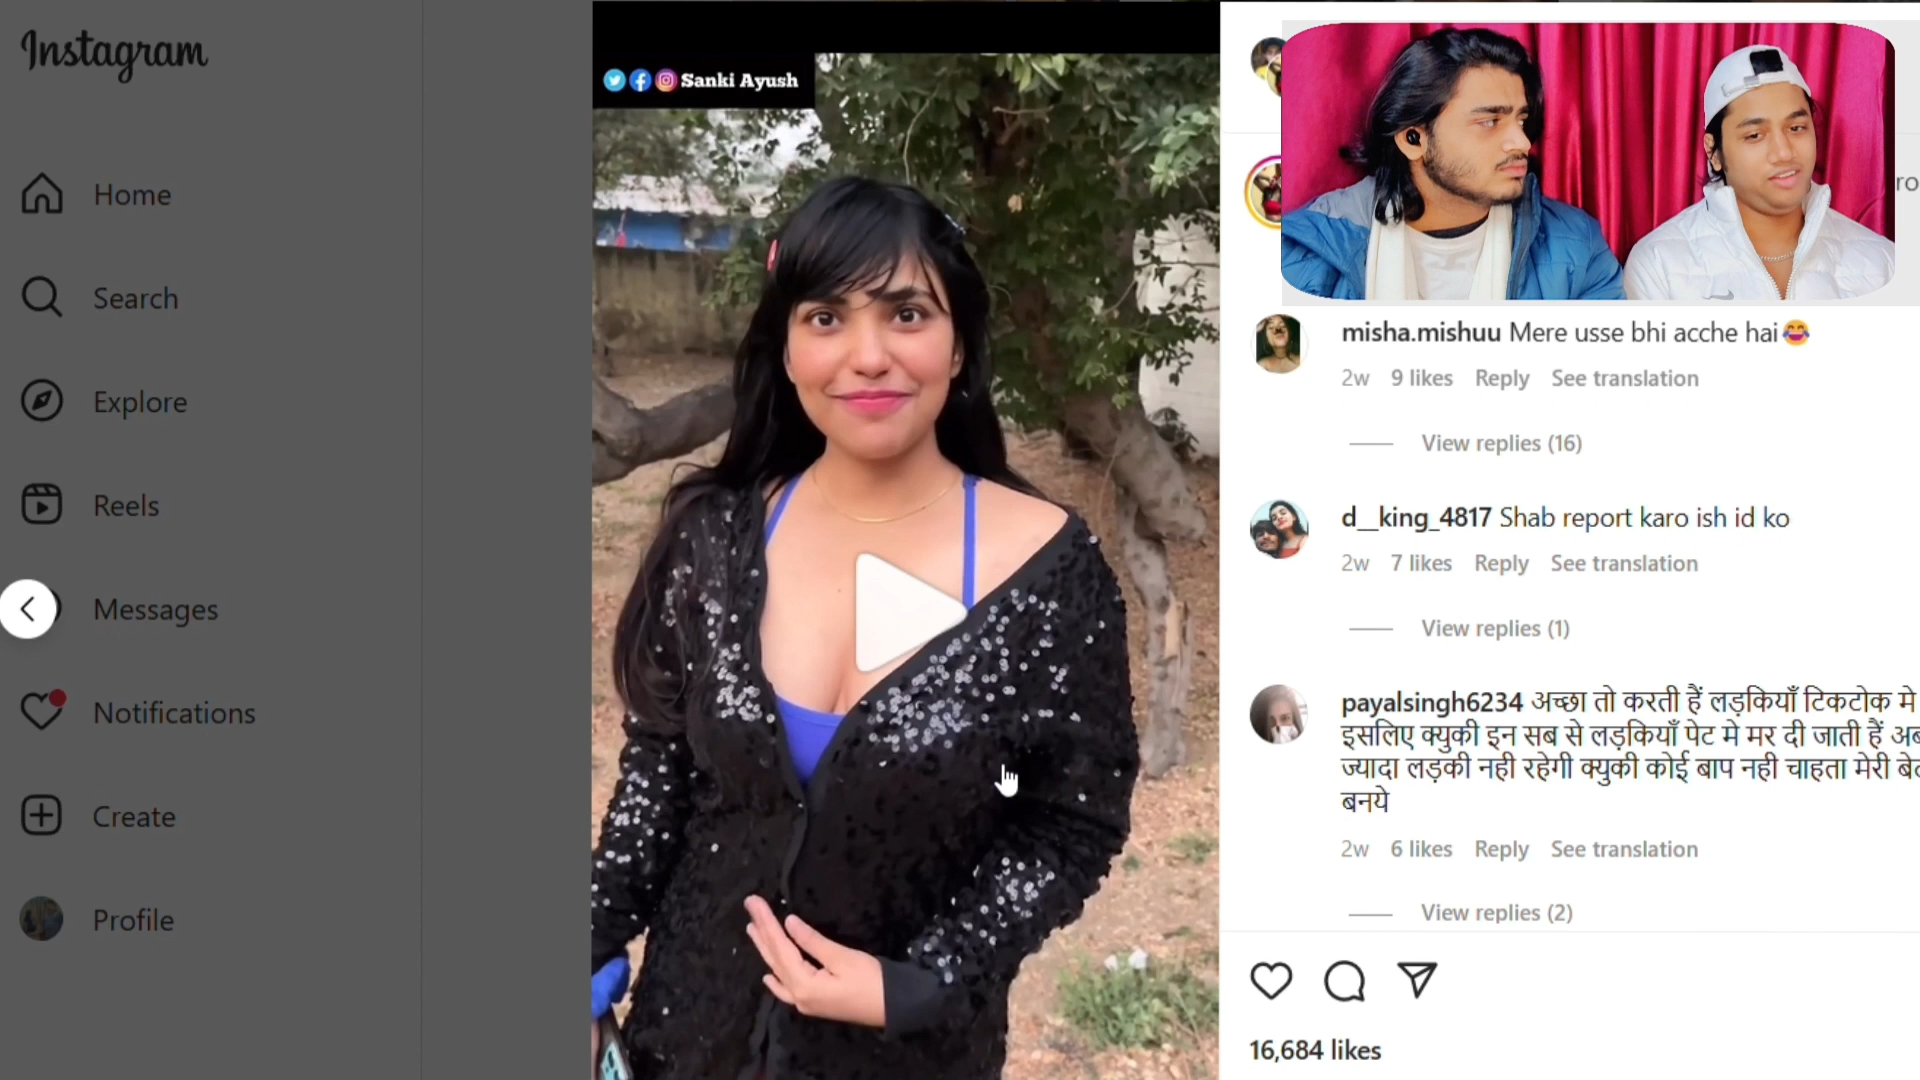 Instagram
Home
Search
Explore
Reels
Messages
Notifications
Create
Profile
Sanki Ayush
ro
misha.mishuu Mere usse bhi acche hai😂
2w 9 likes Reply See translation
View replies (16)
d__king_4817 Shab report karo ish id ko
2w 7 likes Reply See translation
View replies (1)
payalsingh6234 अच्छा तो करती हैं लड़कियाँ टिकटोक मे
इसलिए क्युकी इन सब से लड़कियाँ पेट मे मर दी जाती हैं अब
ज्यादा लड़की नही रहेगी क्युकी कोई बाप नही चाहता मेरी बे
बनये
2w 6 likes Reply See translation
View replies (2)
16,684 likes